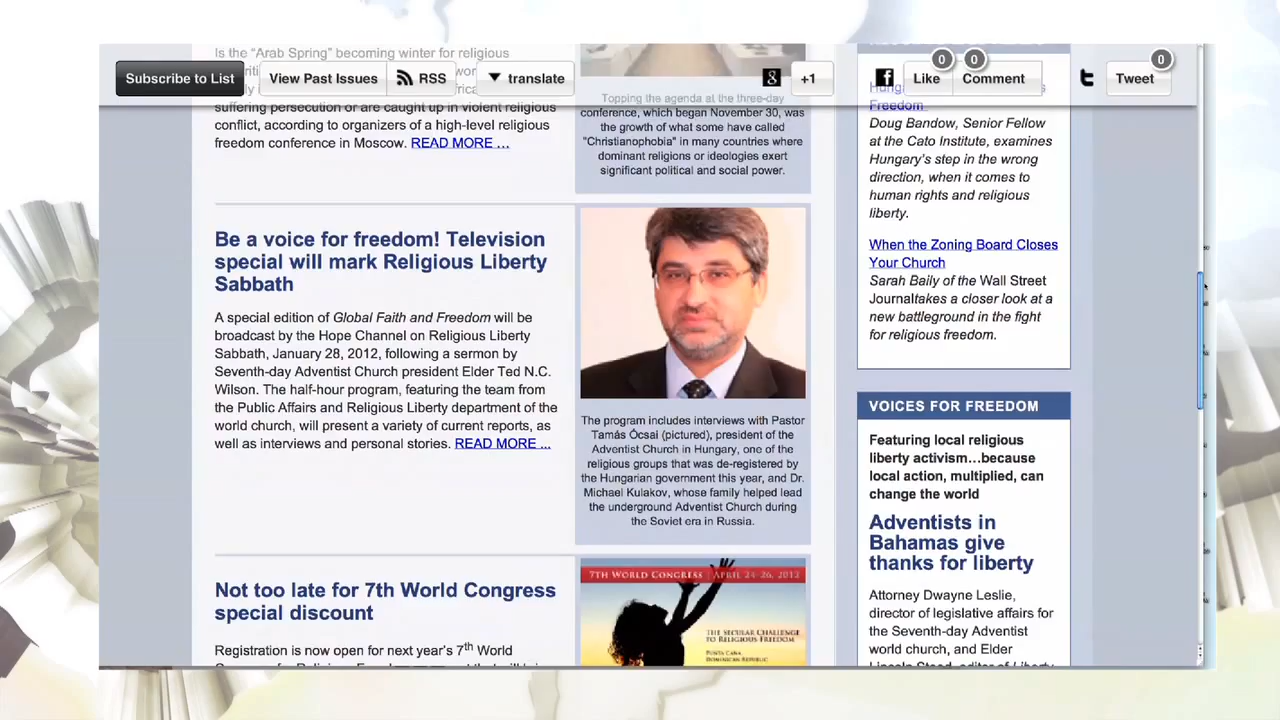 Subscribe to List
View Past Issues
RSS
translate
+1
Like
0
Comment
0
Tweet
0
Is the “Arab Spring” becoming winter for religious
suffering persecution or are caught up in violent religious
conflict, according to organizers of a high-level religious
freedom conference in Moscow. READ MORE …
Topping the agenda at the three-day
conference, which began November 30, was
the growth of what some have called
"Christianophobia" in many countries where
dominant religions or ideologies exert
significant political and social power.
Be a voice for freedom! Television
special will mark Religious Liberty
Sabbath
A special edition of Global Faith and Freedom will be
broadcast by the Hope Channel on Religious Liberty
Sabbath, January 28, 2012, following a sermon by
Seventh-day Adventist Church president Elder Ted N.C.
Wilson. The half-hour program, featuring the team from
the Public Affairs and Religious Liberty department of the
world church, will present a variety of current reports, as
well as interviews and personal stories. READ MORE ...
The program includes interviews with Pastor
Tamás Ócsai (pictured), president of the
Adventist Church in Hungary, one of the
religious groups that was de-registered by
the Hungarian government this year, and Dr.
Michael Kulakov, whose family helped lead
the underground Adventist Church during
the Soviet era in Russia.
Not too late for 7th World Congress
special discount
Registration is now open for next year's 7th World
7TH WORLD CONGRESS | APRIL 24-26, 2012
THE SECULAR CHALLENGE
TO RELIGIOUS FREEDOM
PUNTA CANA
DOMINICAN REPUBLIC
Freedom
Doug Bandow, Senior Fellow
at the Cato Institute, examines
Hungary's step in the wrong
direction, when it comes to
human rights and religious
liberty.
When the Zoning Board Closes
Your Church
Sarah Baily of the Wall Street
Journaltakes a closer look at a
new battleground in the fight
for religious freedom.
VOICES FOR FREEDOM
Featuring local religious
liberty activism…because
local action, multiplied, can
change the world
Adventists in
Bahamas give
thanks for liberty
Attorney Dwayne Leslie,
director of legislative affairs for
the Seventh-day Adventist
world church, and Elder